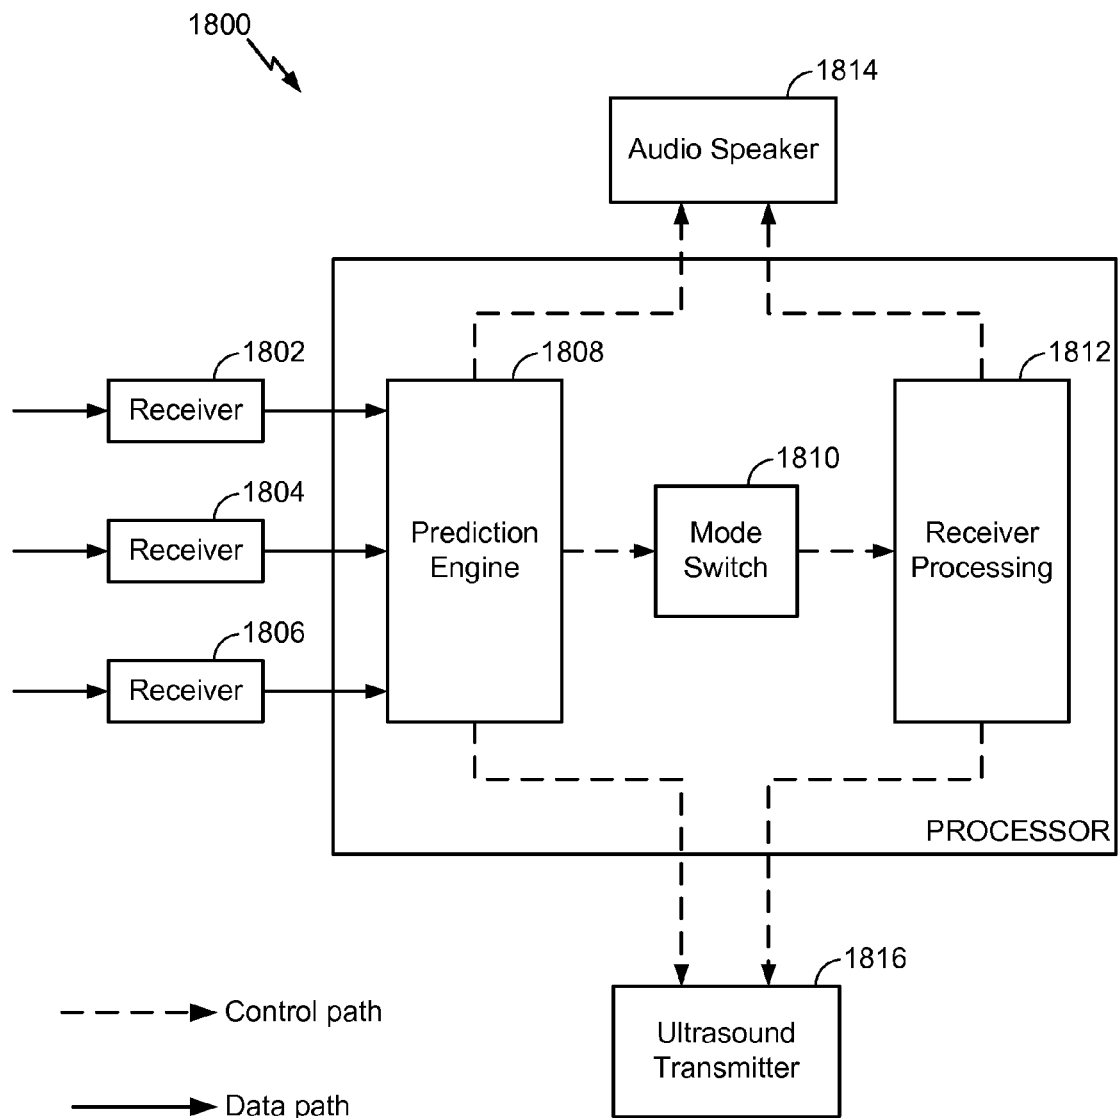 1800
1814
Audio Speaker
1802
Receiver
1808
1812
1804
Receiver
1810
Prediction
Engine
Mode
Switch
Receiver
Processing
1806
Receiver
PROCESSOR
1816
Ultrasound
Transmitter
Control path
Data path